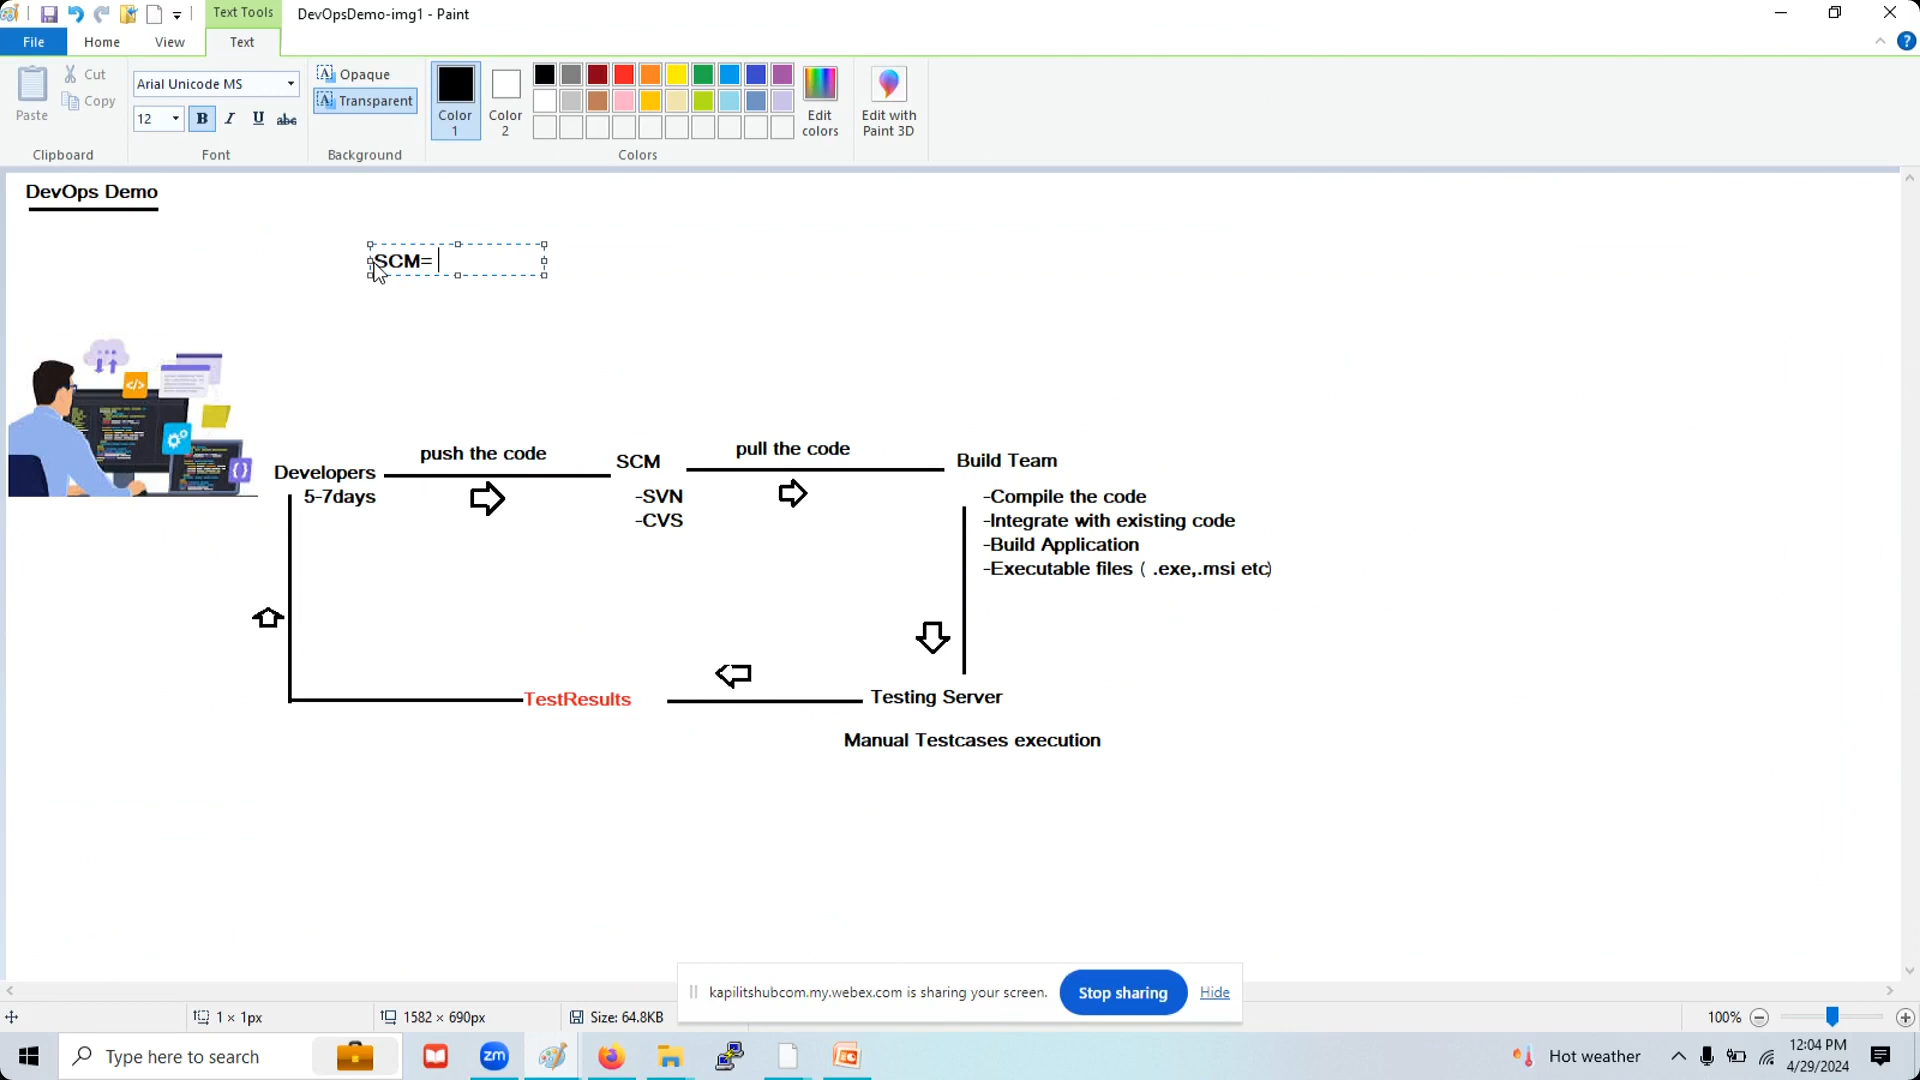 Text Tools
DevOpsDemo-img1 - Paint
File
Home
View
Text
Paste
Cut
Copy
Clipboard
Arial Unicode MS
12
B I U abc
Font
Opaque
Transparent
Background
Color 1
Color 2
Edit colors
Colors
Edit with Paint 3D
DevOps Demo
SCM=
push the code
pull the code
Developers
5-7days
SCM
-SVN
-CVS
Build Team
-Compile the code
-Integrate with existing code
-Build Application
-Executable files ( .exe,.msi etc)
TestResults
Testing Server
Manual Testcases execution
kapilitshubcom.my.webex.com is sharing your screen.
Stop sharing
Hide
1 × 1px
1582 × 690px
Size: 64.8KB
100%
Type here to search
zm
Hot weather
12:04 PM
4/29/2024